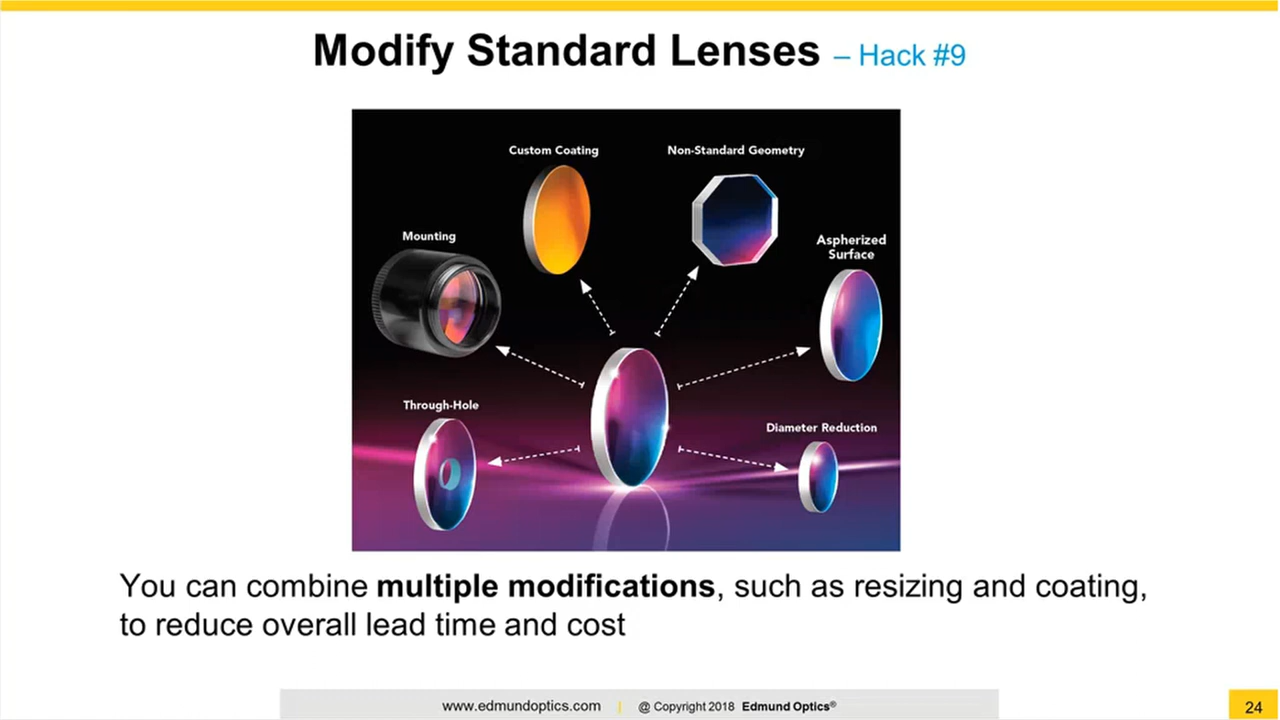 Modify Standard Lenses – Hack #9
Custom Coating
Non-Standard Geometry
Mounting
Aspherized
Surface
Through-Hole
Diameter Reduction
You can combine multiple modifications, such as resizing and coating,
to reduce overall lead time and cost
www.edmundoptics.com | @ Copyright 2018 Edmund Optics®
24